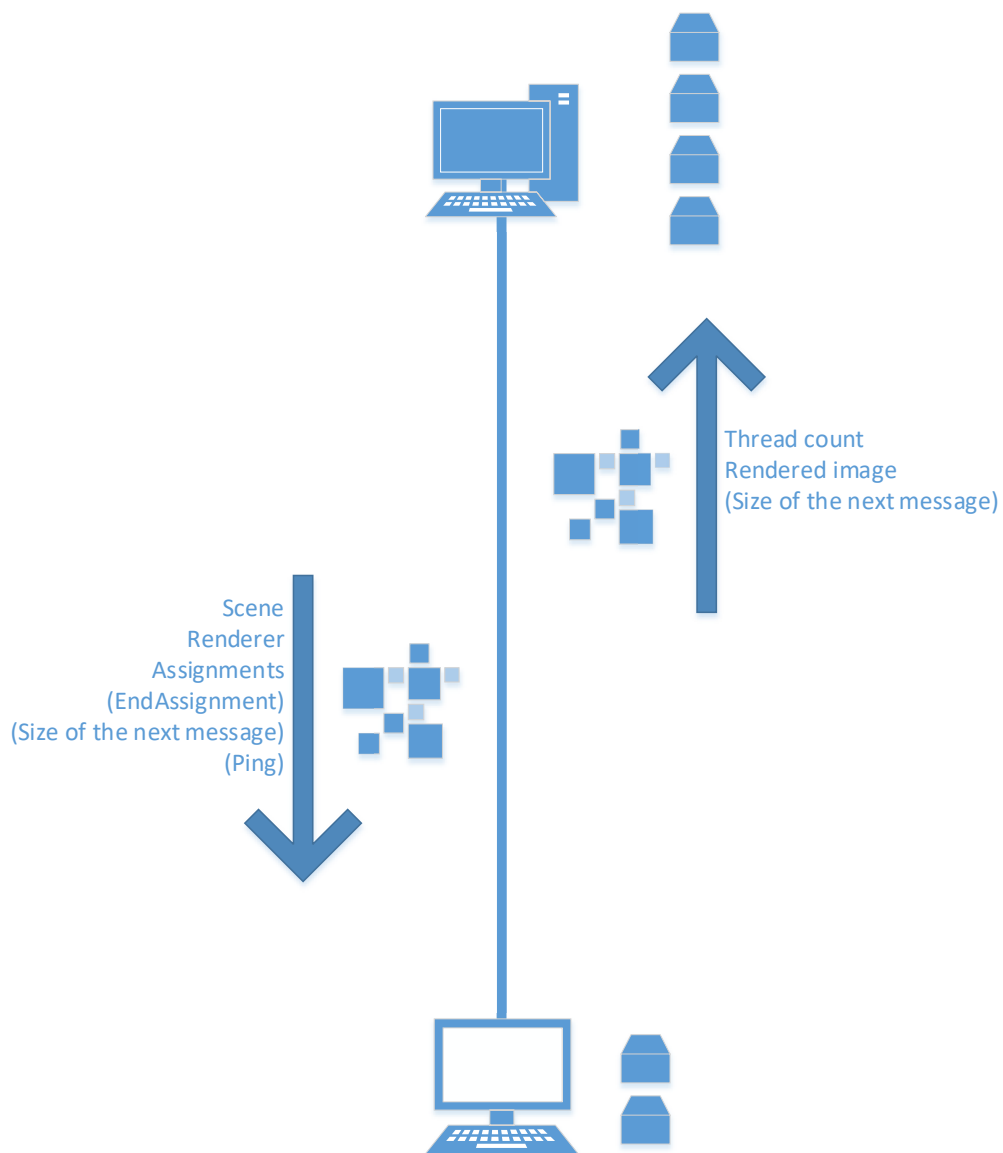 Thread count
Rendered image
(Size of the next message)
Scene
Renderer
Assignments
(EndAssignment)
(Size of the next message)
(Ping)